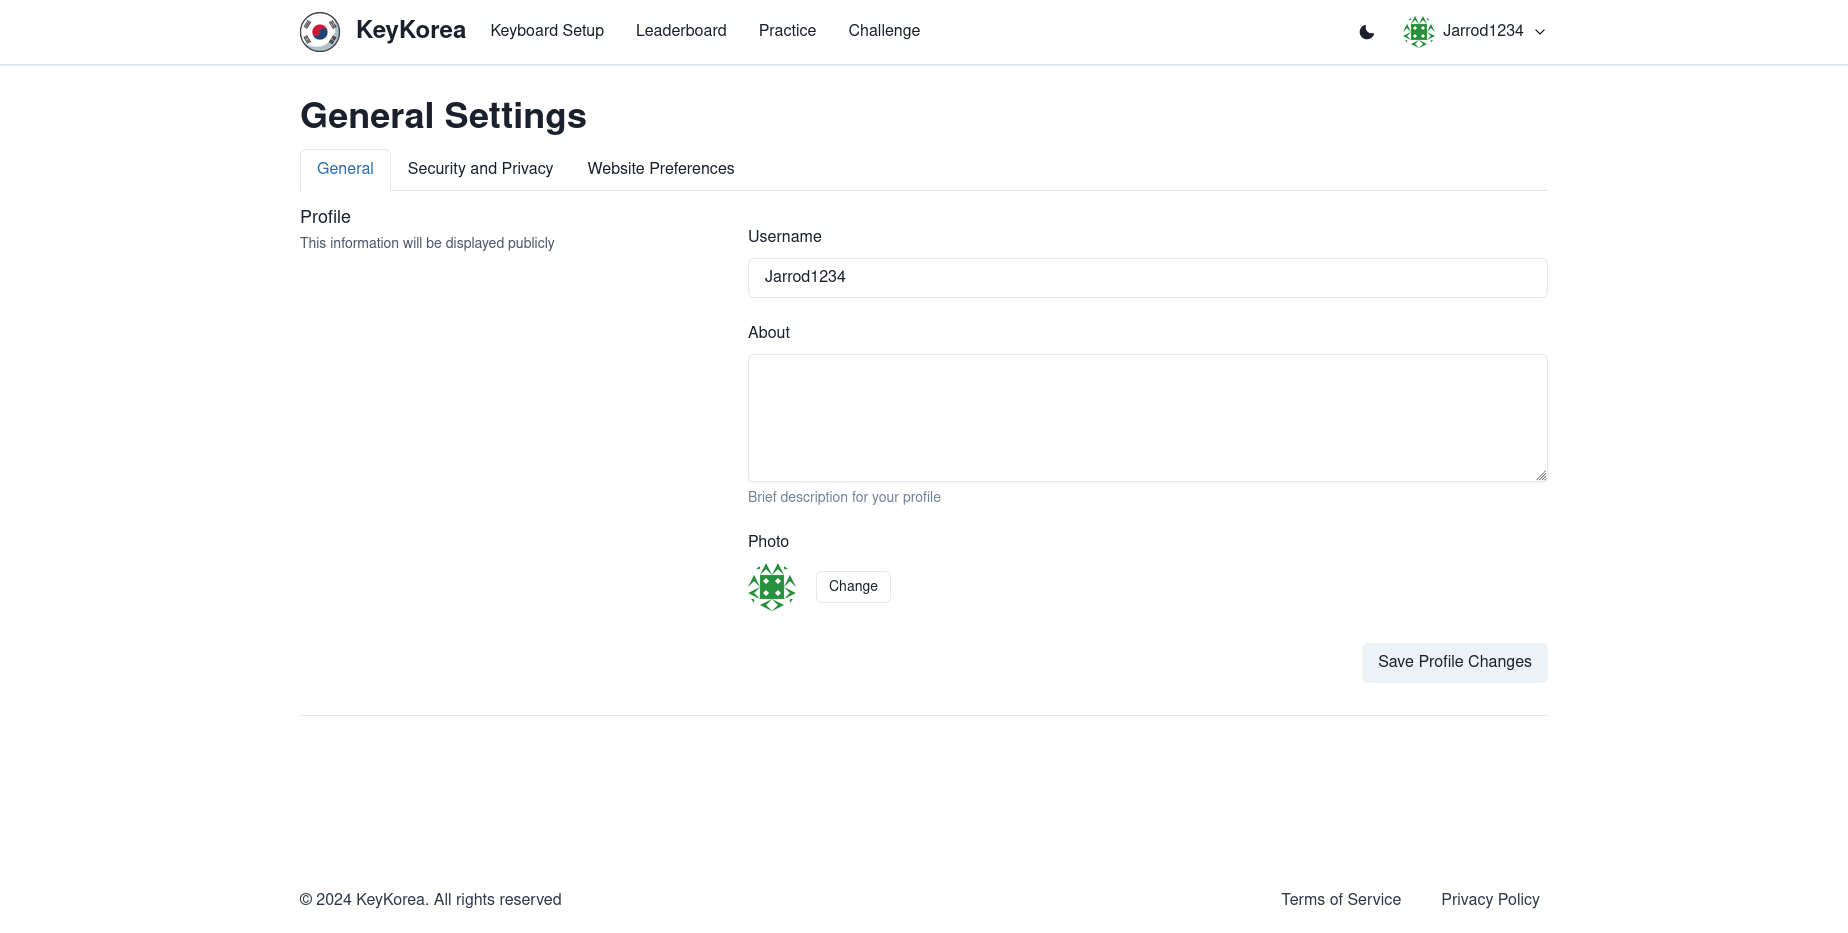 KeyKorea Keyboard Setup Leaderboard Practice Challenge Jarrod1234
General Settings
General Security and Privacy Website Preferences
Profile
This information will be displayed publicly
Username
Jarrod1234
About
Brief description for your profile
Photo
Change
Save Profile Changes
© 2024 KeyKorea. All rights reserved Terms of Service Privacy Policy